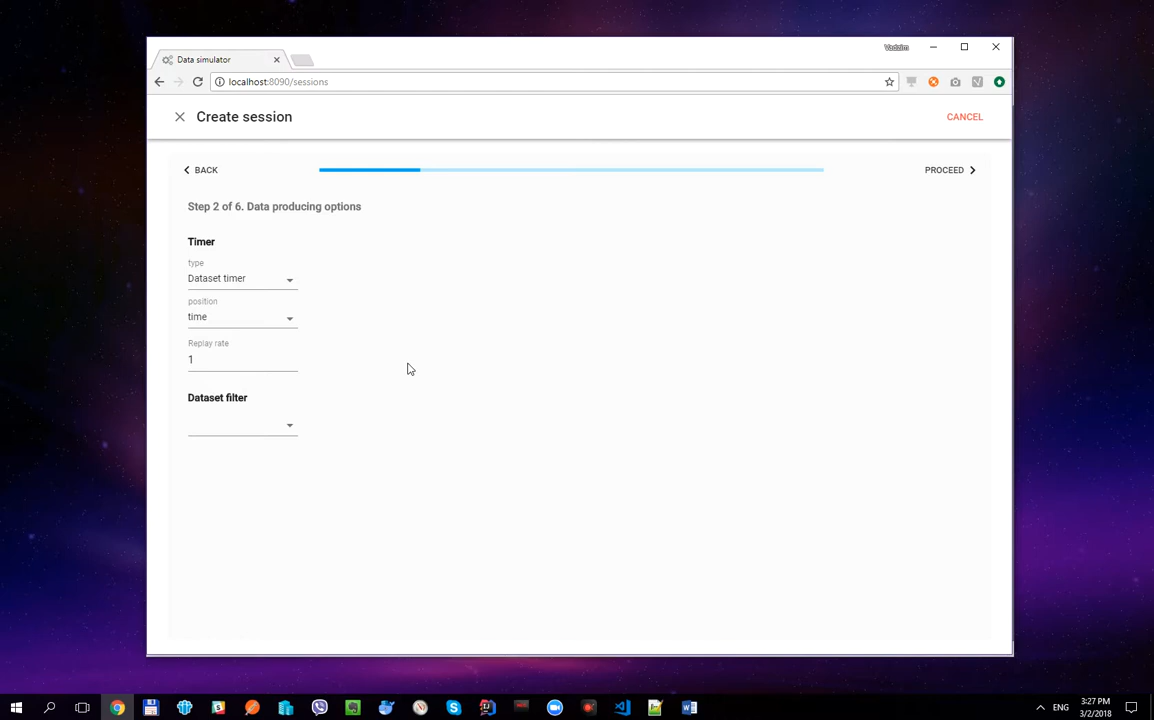 Vadzim
Data simulator
localhost:8090/sessions
Create session
CANCEL
BACK
PROCEED
Step 2 of 6. Data producing options
Timer
type
Dataset timer
position
time
Replay rate
1
Dataset filter
ENG
3:27 PM
3/2/2018